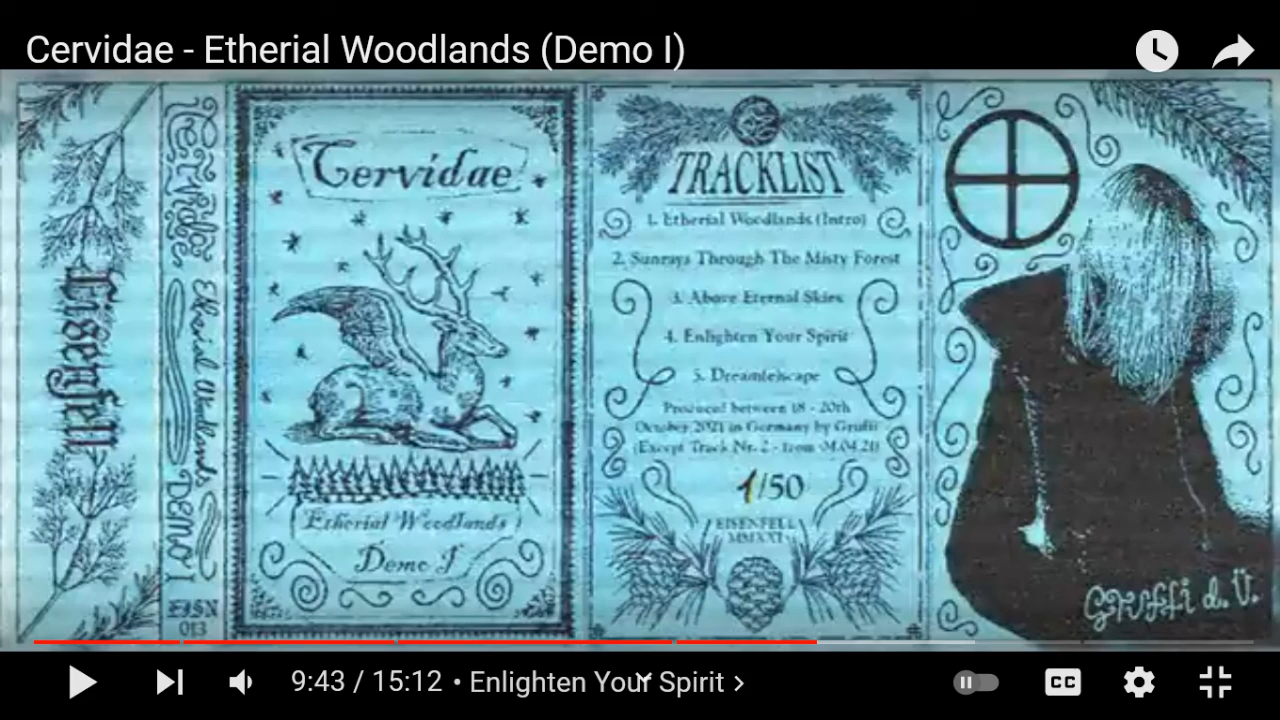 Cervidae - Etherial Woodlands (Demo I)
Eisenfell
Cervidae Etherial Woodlands Demo I
EISN
013
Cervidae
Etherial Woodlands
Demo I
TRACKLIST
1. Etherial Woodlands (Intro)
2. Sunrays Through The Misty Forest
3. Above Eternal Skies
4. Enlighten Your Spirit
5. Dreamteiscape
Produced between 18 - 20th
October 2021 in Germany by Gruffi
(Except Track Nr. 2 - from 04.21)
1/50
EISENFELL
MMXXI
Gruffi d. Ü.
9:43 / 15:12 • Enlighten Your Spirit >
CC